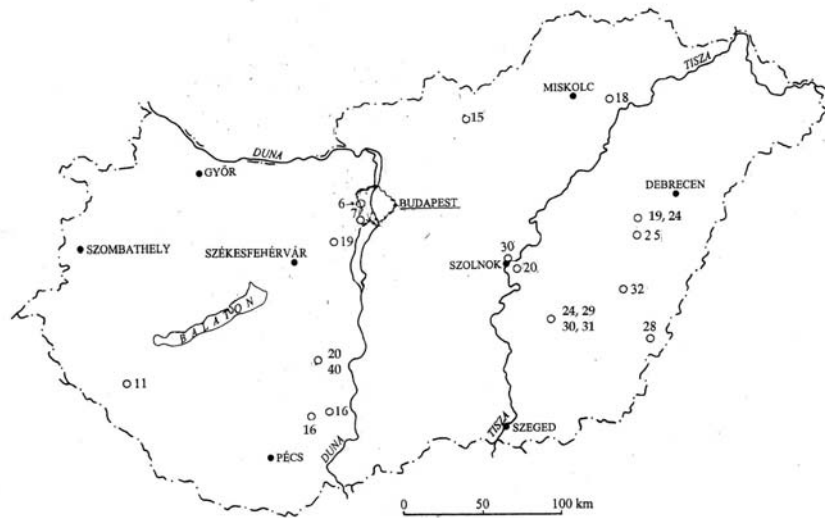 TISZA
MISKOLC
18
15
DUNA
GYŐR
DEBRECEN
6
BUDAPEST
7
19, 24
2 5
SZOMBATHELY
SZÉKESFEHÉRVÁR
19
30
SZOLNOK
20
BALATON
32
24, 29
30, 31
28
20
40
11
16
16
TISZA
SZEGED
DUNA
PÉCS
0 50 100 km